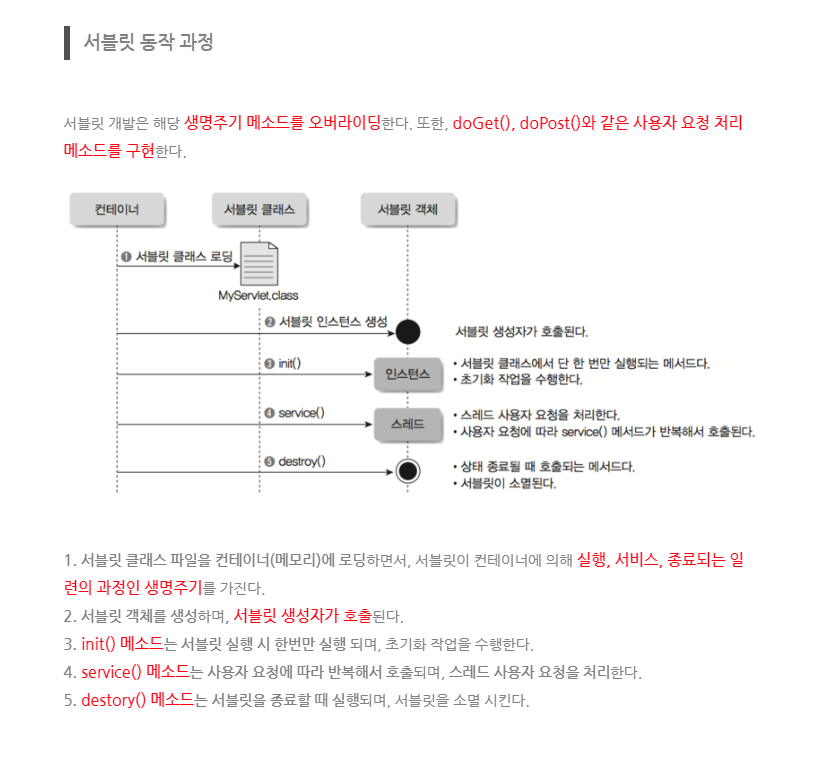 서블릿 동작 과정
서블릿 개발은 해당 생명주기 메소드를 오버라이딩한다. 또한, doGet(), doPost()와 같은 사용자 요청 처리
메소드를 구현한다.
컨테이너 서블릿 클래스 서블릿 객체
❶ 서블릿 클래스 로딩
MyServlet.class
❷ 서블릿 인스턴스 생성
서블릿 생성자가 호출된다.
❸ init()
인스턴스
• 서블릿 클래스에서 단 한 번만 실행되는 메서드다.
• 초기화 작업을 수행한다.
❹ service()
스레드
• 스레드 사용자 요청을 처리한다.
• 사용자 요청에 따라 service() 메서드가 반복해서 호출된다.
❺ destroy()
• 상태 종료될 때 호출되는 메서드다.
• 서블릿이 소멸된다.
1. 서블릿 클래스 파일을 컨테이너(메모리)에 로딩하면서, 서블릿이 컨테이너에 의해 실행, 서비스, 종료되는 일
련의 과정인 생명주기를 가진다.
2. 서블릿 객체를 생성하며, 서블릿 생성자가 호출된다.
3. init() 메소드는 서블릿 실행 시 한번만 실행 되며, 초기화 작업을 수행한다.
4. service() 메소드는 사용자 요청에 따라 반복해서 호출되며, 스레드 사용자 요청을 처리한다.
5. destory() 메소드는 서블릿을 종료할 때 실행되며, 서블릿을 소멸 시킨다.